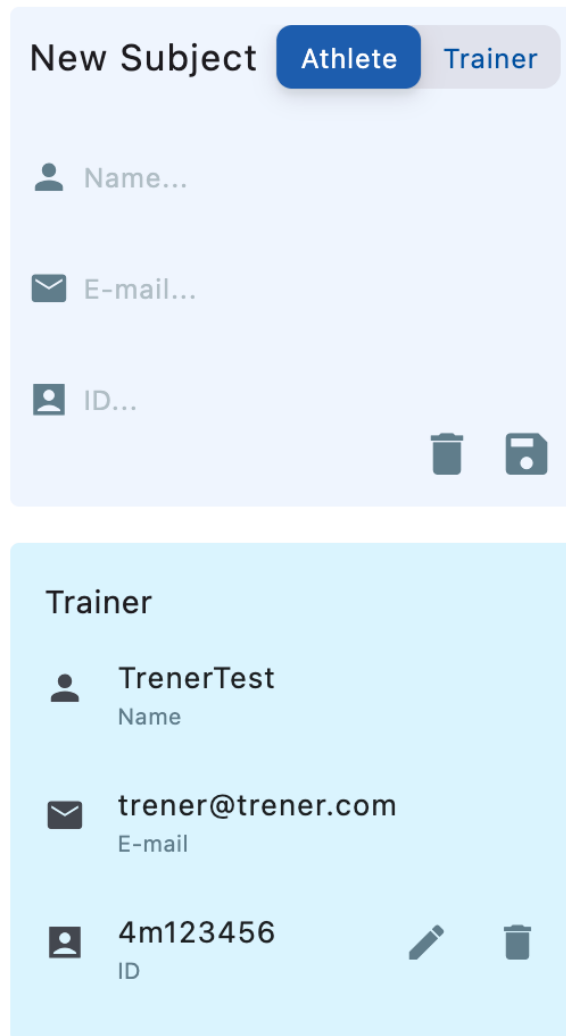 New Subject Athlete Trainer
Name...
E-mail...
ID...
Trainer
TrenerTest
Name
trener@trener.com
E-mail
4m123456
ID